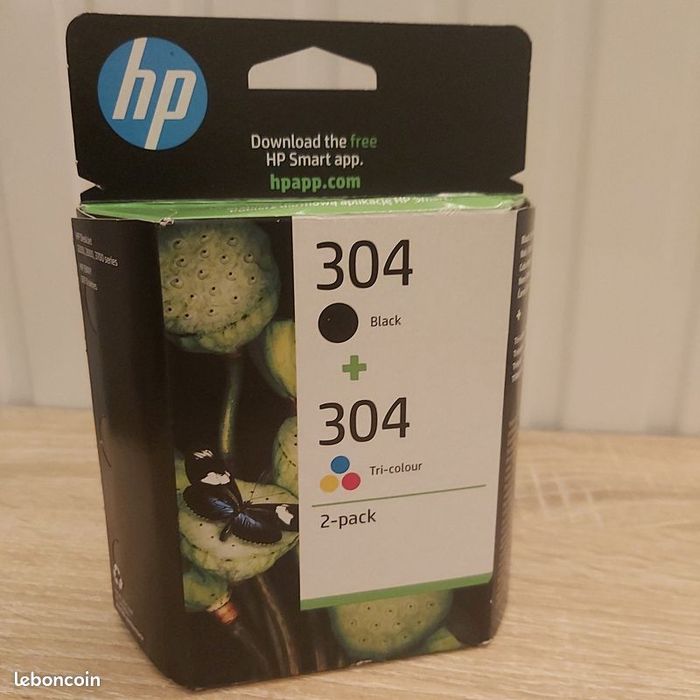 hp
Download the free
HP Smart app.
hpapp.com
304
Black
+
304
Tri-colour
2-pack
leboncoin